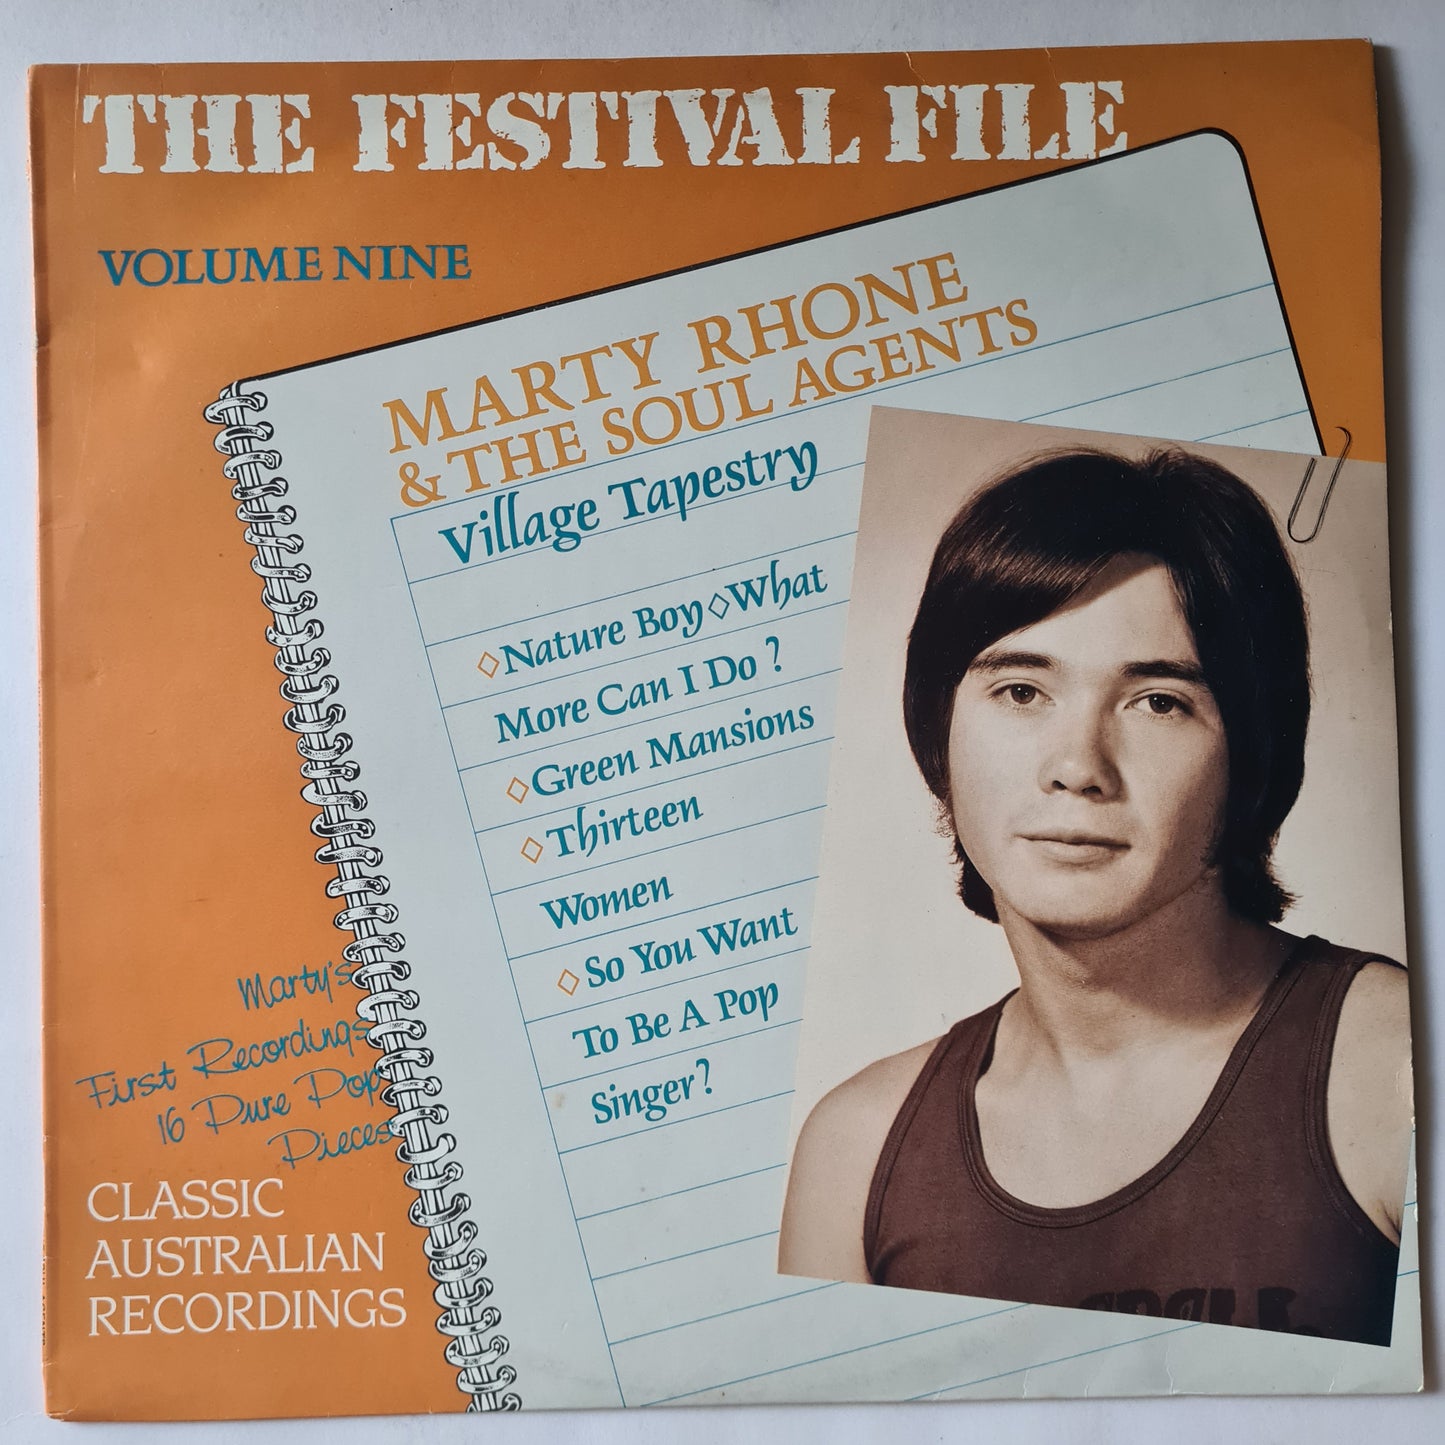 THE FESTIVAL FILE
VOLUME NINE
MARTY RHONE
& THE SOUL AGENTS
Village Tapestry
◇Nature Boy◇What
More Can I Do ?
◇Green Mansions
◇Thirteen
Women
◇So You Want
To Be A Pop
Singer?
Marty's
First Recordings
16 Pure Pop
Pieces
CLASSIC
AUSTRALIAN
RECORDINGS